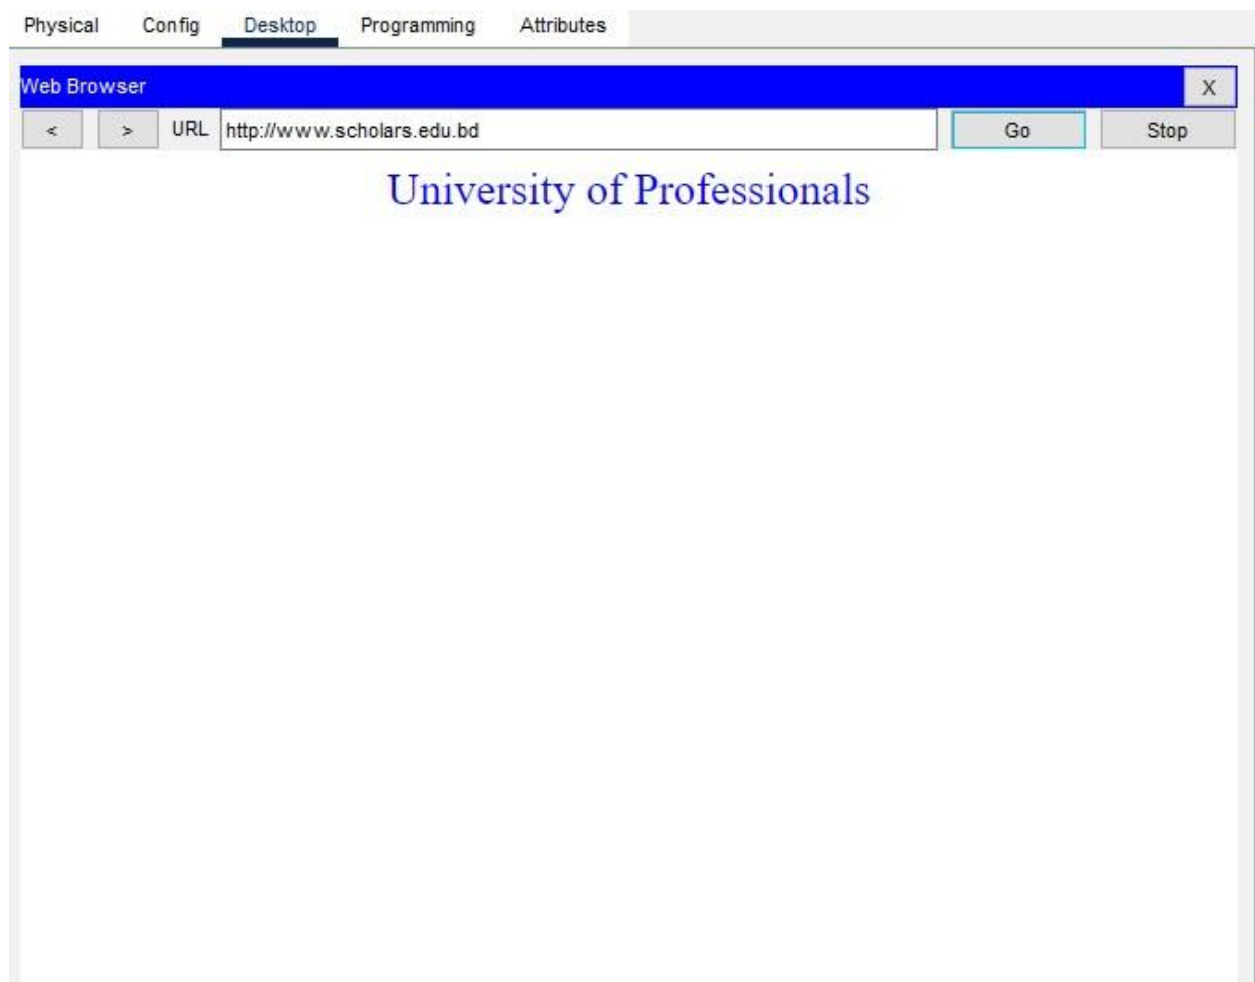 Physical Config Desktop Programming Attributes
Web Browser X
< > URL http://www.scholars.edu.bd Go Stop
University of Professionals